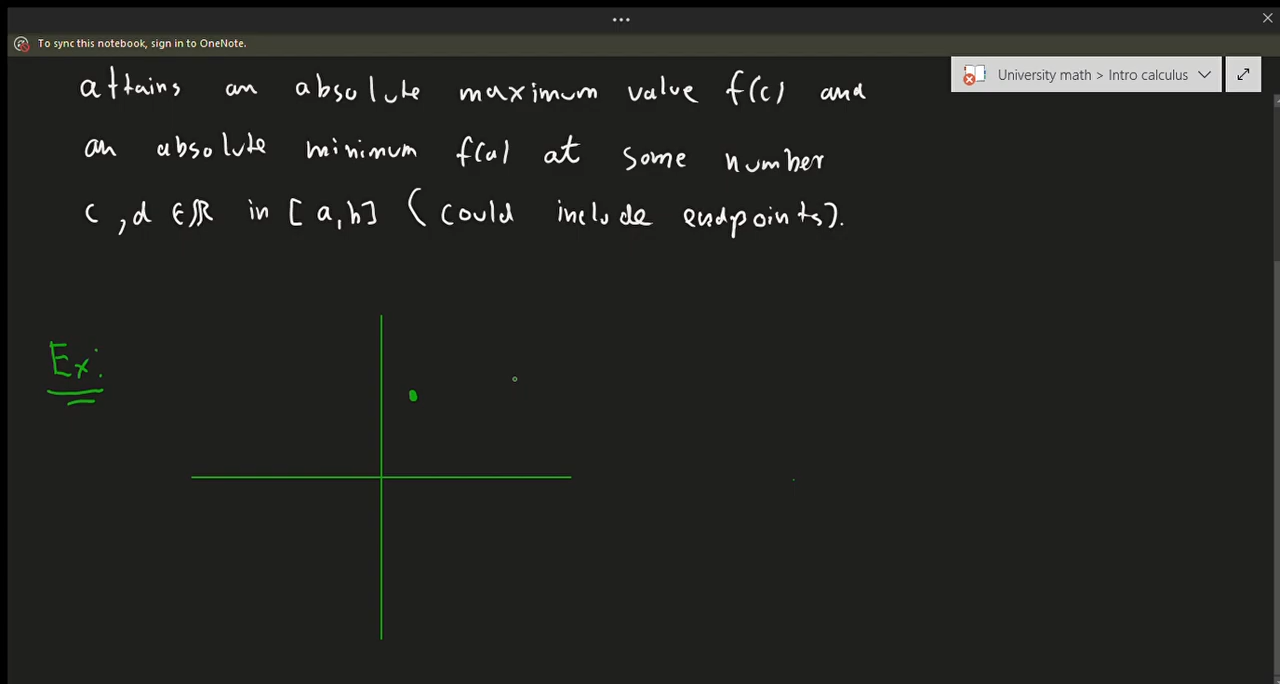 To sync this notebook, sign in to OneNote.
University math > Intro calculus
attains an absolute maximum value f(c) and
an absolute minimum f(d) at some number
c, d ∈ ℝ in [a, b] (could include endpoints).
Ex: